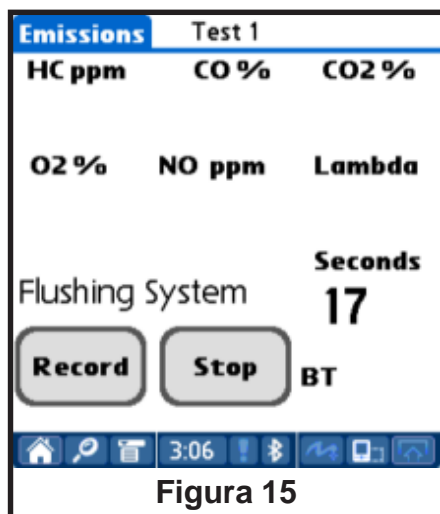 Emissions Test 1
HC ppm CO % CO2 %
O2 % NO ppm Lambda
Seconds
Flushing System 17
Record Stop BT
3:06
Figura 15